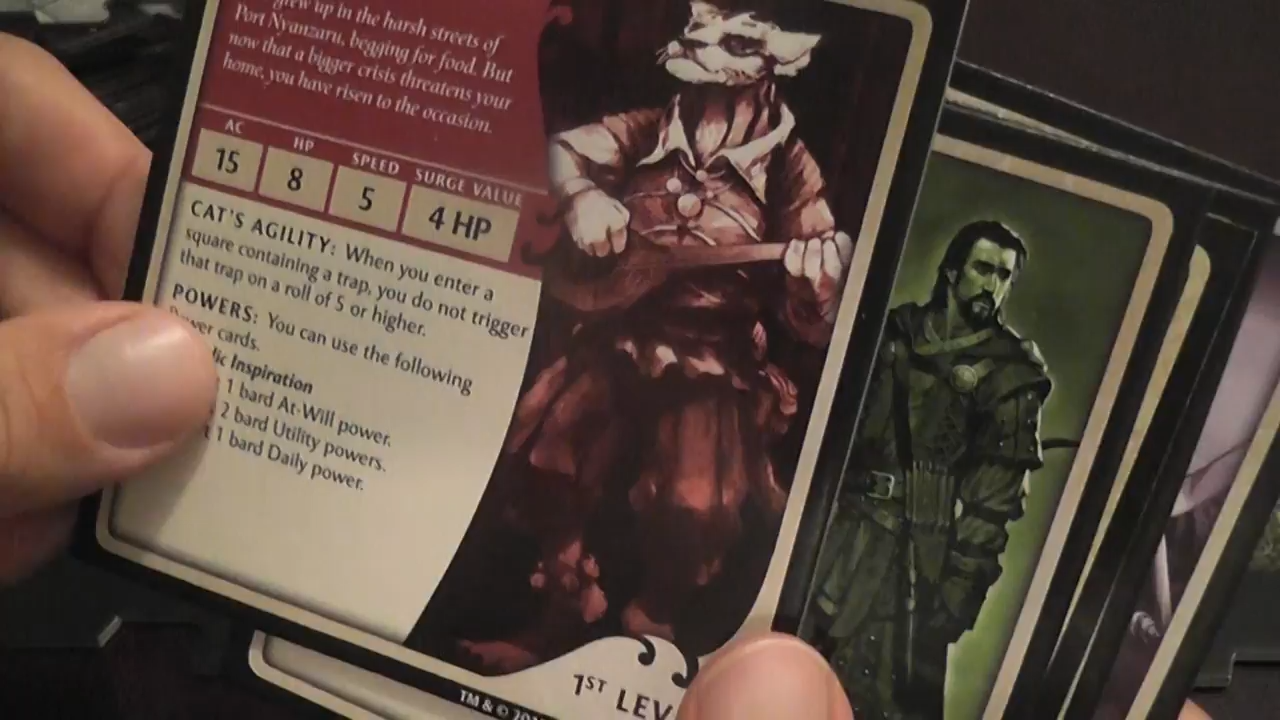 grew up in the harsh streets of
Port Nyanzaru, begging for food. But
now that a bigger crisis threatens your
home, you have risen to the occasion.
AC HP SPEED SURGE VALUE
15 8 5 4 HP
CAT'S AGILITY: When you enter a
square containing a trap, you do not trigger
that trap on a roll of 5 or higher.
POWERS: You can use the following
Power cards.
Inspiration
1 bard At-Will power.
2 bard Utility powers.
1 bard Daily power.
1ST LEV
TM & © 20